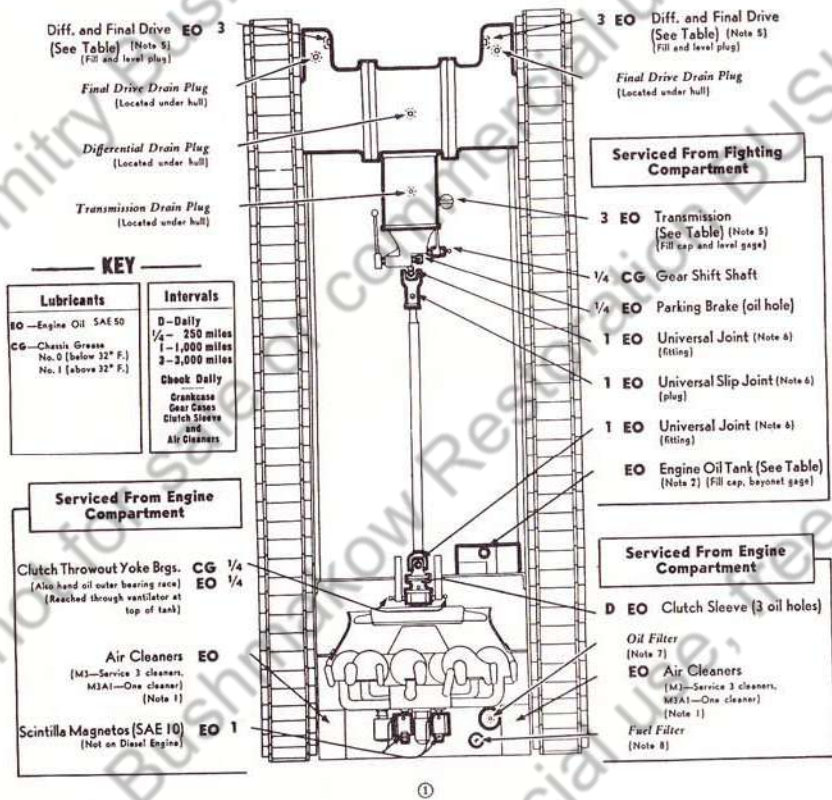 Diff. and Final Drive EO 3
(See Table) (Note 5)
(Fill and level plug)
Final Drive Drain Plug
(Located under hull)
Differential Drain Plug
(Located under hull)
Transmission Drain Plug
(Located under hull)
KEY
Lubricants
EO—Engine Oil SAE 50
CG—Chassis Grease
No. 0 (below 32° F.)
No. 1 (above 32° F.)
Intervals
D-Daily
1/4— 250 miles
1-1,000 miles
3-3,000 miles
Check Daily
Crankcase
Gear Cases
Clutch Sleeve
and
Air Cleaners
Serviced From Engine
Compartment
Clutch Throwout Yoke Brgs. CG 1/4
(Also hand oil outer bearing race) EO 1/4
(Reached through ventilator at
top of tank)
Air Cleaners EO
(M3—Service 3 cleaners,
M3A1—One cleaner)
(Note 1)
Scintilla Magnetos (SAE 10) EO 1
(Not on Diesel Engine)
3 EO Diff. and Final Drive
(See Table) (Note 5)
(Fill and level plug)
Final Drive Drain Plug
(Located under hull)
Serviced From Fighting
Compartment
3 EO Transmission
(See Table) (Note 5)
(Fill cap and level gage)
1/4 CG Gear Shift Shaft
1/4 EO Parking Brake (oil hole)
1 EO Universal Joint (Note 6)
(fitting)
1 EO Universal Slip Joint (Note 6)
(plug)
1 EO Universal Joint (Note 6)
(fitting)
EO Engine Oil Tank (See Table)
(Note 2) (Fill cap, bayonet gage)
Serviced From Engine
Compartment
D EO Clutch Sleeve (3 oil holes)
Oil Filter
(Note 7)
EO Air Cleaners
(M3—Service 3 cleaners,
M3A1—One cleaner)
(Note 1)
Fuel Filter
(Note 8)
①